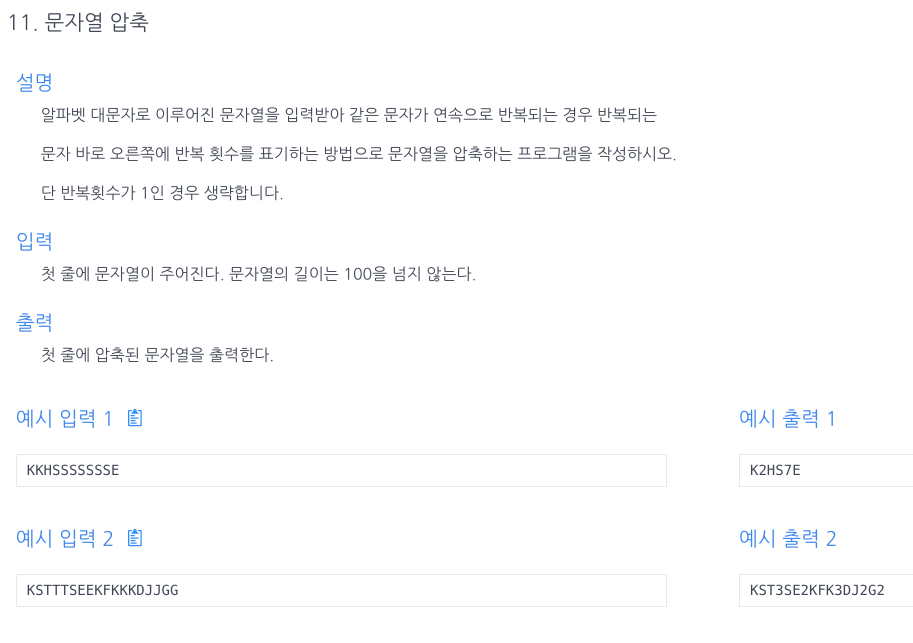 11. 문자열 압축
설명
알파벳 대문자로 이루어진 문자열을 입력받아 같은 문자가 연속으로 반복되는 경우 반복되는
문자 바로 오른쪽에 반복 횟수를 표기하는 방법으로 문자열을 압축하는 프로그램을 작성하시오.
단 반복횟수가 1인 경우 생략합니다.
입력
첫 줄에 문자열이 주어진다. 문자열의 길이는 100을 넘지 않는다.
출력
첫 줄에 압축된 문자열을 출력한다.
예시 입력 1
예시 출력 1
KKHSSSSSSSE
K2HS7E
예시 입력 2
예시 출력 2
KSTTTSEEKFKKKDJJGG
KST3SE2KFK3DJ2G2